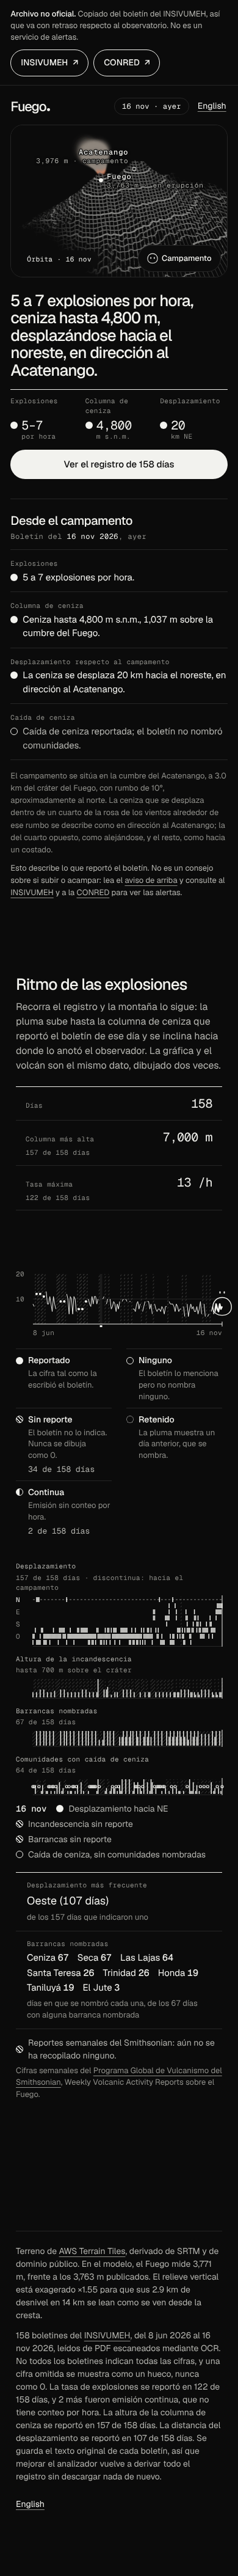 Archivo no oficial. Copiado del boletín del INSIVUMEH, así
que va con retraso respecto al observatorio. No es un
servicio de alertas.
INSIVUMEH ↗ CONRED ↗
Fuego. 16 nov · ayer English
Acatenango
3,976 m · campamento
Fuego
en erupción
Órbita · 16 nov
Campamento
5 a 7 explosiones por hora,
ceniza hasta 4,800 m,
desplazándose hacia el
noreste, en dirección al
Acatenango.
Explosiones Columna de ceniza Desplazamiento
5–7 4,800 20
por hora m s.n.m. km NE
Ver el registro de 158 días
Desde el campamento
Boletín del 16 nov 2026, ayer
Explosiones
5 a 7 explosiones por hora.
Columna de ceniza
Ceniza hasta 4,800 m s.n.m., 1,037 m sobre la
cumbre del Fuego.
Desplazamiento respecto al campamento
La ceniza se desplaza 20 km hacia el noreste, en
dirección al Acatenango.
Caída de ceniza
Caída de ceniza reportada; el boletín no nombró
comunidades.
El campamento se sitúa en la cumbre del Acatenango, a 3.0
km del cráter del Fuego, con rumbo de 10°,
aproximadamente al norte. La ceniza que se desplaza
dentro de un cuarto de la rosa de los vientos alrededor de
ese rumbo se describe como en dirección al Acatenango; la
del cuarto opuesto, como alejándose, y el resto, como hacia
un costado.
Esto describe lo que reportó el boletín. No es un consejo
sobre si subir o acampar: lea el aviso de arriba y consulte al
INSIVUMEH y a la CONRED para ver las alertas.
Ritmo de las explosiones
Recorra el registro y la montaña lo sigue: la
pluma sube hasta la columna de ceniza que
reportó el boletín de ese día y se inclina hacia
donde lo anotó el observador. La gráfica y el
volcán son el mismo dato, dibujado dos veces.
Días 158
Columna más alta 7,000 m
157 de 158 días
Tasa máxima 13 /h
122 de 158 días
20
10
8 jun 16 nov
Reportado
La cifra tal como la
escribió el boletín.
Ninguno
El boletín lo menciona
pero no nombra
ninguno.
Sin reporte
El boletín no lo indica.
Nunca se dibuja
como 0.
34 de 158 días
Retenido
La pluma muestra un
día anterior, que se
nombra.
Continua
Emisión sin conteo por
hora.
2 de 158 días
Desplazamiento
157 de 158 días · discontinua: hacia el
campamento
N
E
S
O
Altura de la incandescencia
hasta 700 m sobre el cráter
Barrancas nombradas
67 de 158 días
Comunidades con caída de ceniza
64 de 158 días
16 nov Desplazamiento hacia NE
Incandescencia sin reporte
Barrancas sin reporte
Caída de ceniza, sin comunidades nombradas
Desplazamiento más frecuente
Oeste (107 días)
de los 157 días que indicaron uno
Barrancas nombradas
Ceniza 67 Seca 67 Las Lajas 64
Santa Teresa 26 Trinidad 26 Honda 19
Taniluyá 19 El Jute 3
días en que se nombró cada una, de los 67 días
con alguna barranca nombrada
Reportes semanales del Smithsonian: aún no se
ha recopilado ninguno.
Cifras semanales del Programa Global de Vulcanismo del
Smithsonian, Weekly Volcanic Activity Reports sobre el
Fuego.
Terreno de AWS Terrain Tiles, derivado de SRTM y de
dominio público. En el modelo, el Fuego mide 3,771
m, frente a los 3,763 m publicados. El relieve vertical
está exagerado ×1.55 para que sus 2.9 km de
desnivel en 14 km se lean como se ven desde la
cresta.
158 boletines del INSIVUMEH, del 8 jun 2026 al 16
nov 2026, leídos de PDF escaneados mediante OCR.
No todos los boletines indican todas las cifras, y una
cifra omitida se muestra como un hueco, nunca
como 0. La tasa de explosiones se reportó en 122 de
158 días, y 2 más fueron emisión continua, que no
tiene conteo por hora. La altura de la columna de
ceniza se reportó en 157 de 158 días. La distancia del
desplazamiento se reportó en 107 de 158 días. Se
guarda el texto original de cada boletín, así que
mejorar el analizador vuelve a derivar todo el
registro sin descargar nada de nuevo.
English